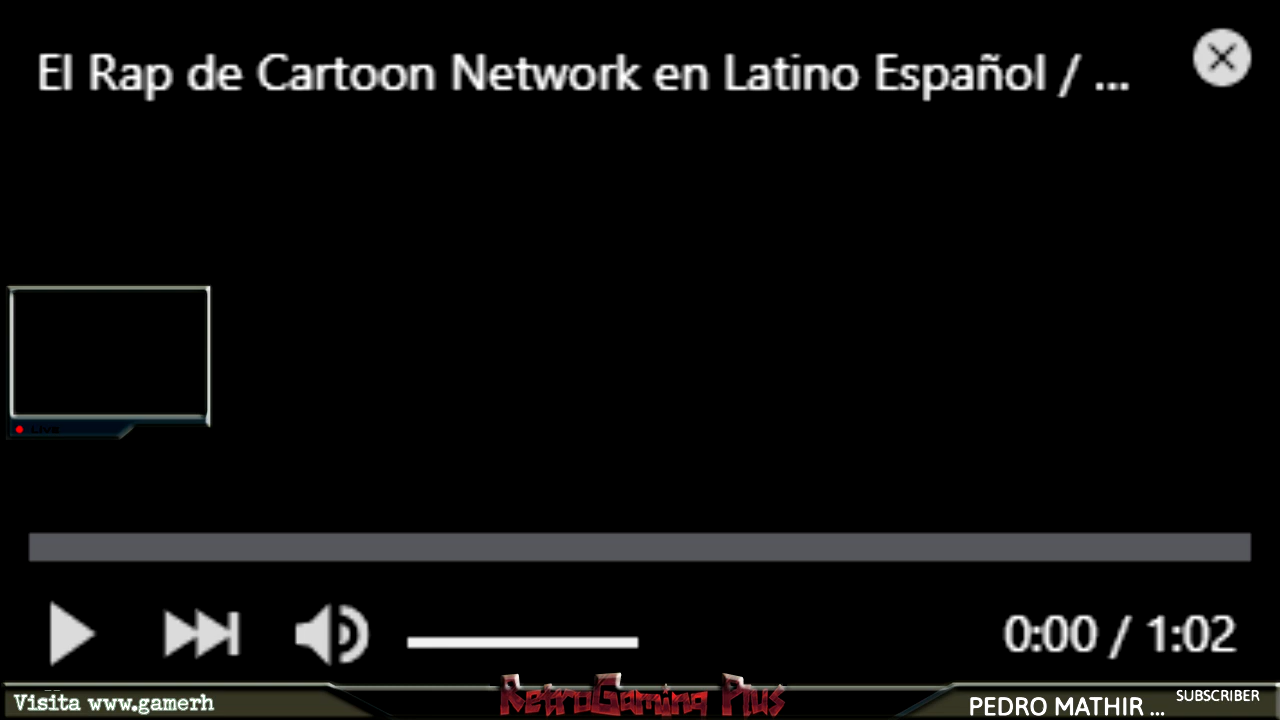 El Rap de Cartoon Network en Latino Español / ...
Live
0:00 / 1:02
Visita www.gamerh
RetroGaming Plus
PEDRO MATHIR ...
SUBSCRIBER